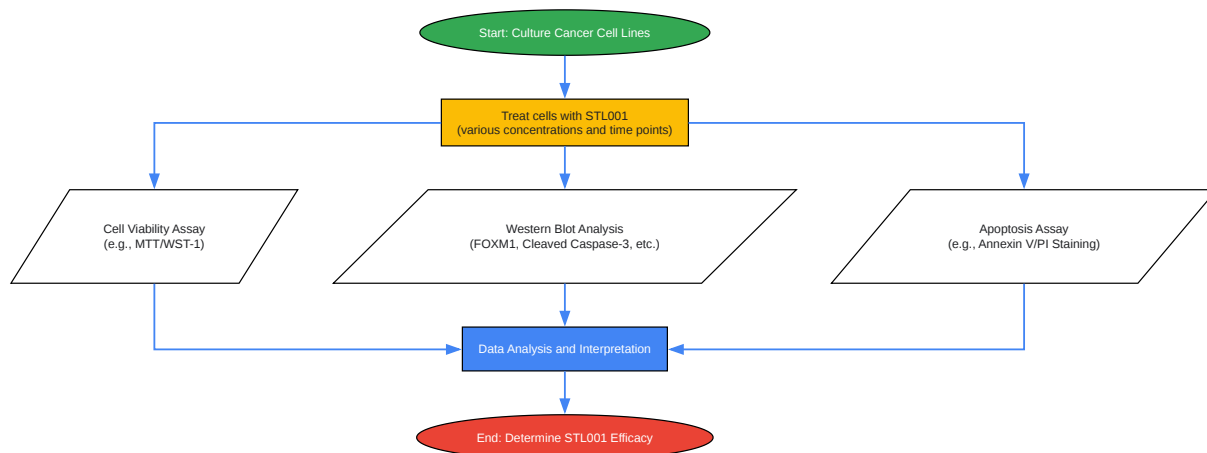 Start: Culture Cancer Cell Lines
Treat cells with STL001
(various concentrations and time points)
Cell Viability Assay
(e.g., MTT/WST-1)
Western Blot Analysis
(FOXM1, Cleaved Caspase-3, etc.)
Apoptosis Assay
(e.g., Annexin V/PI Staining)
Data Analysis and Interpretation
End: Determine STL001 Efficacy